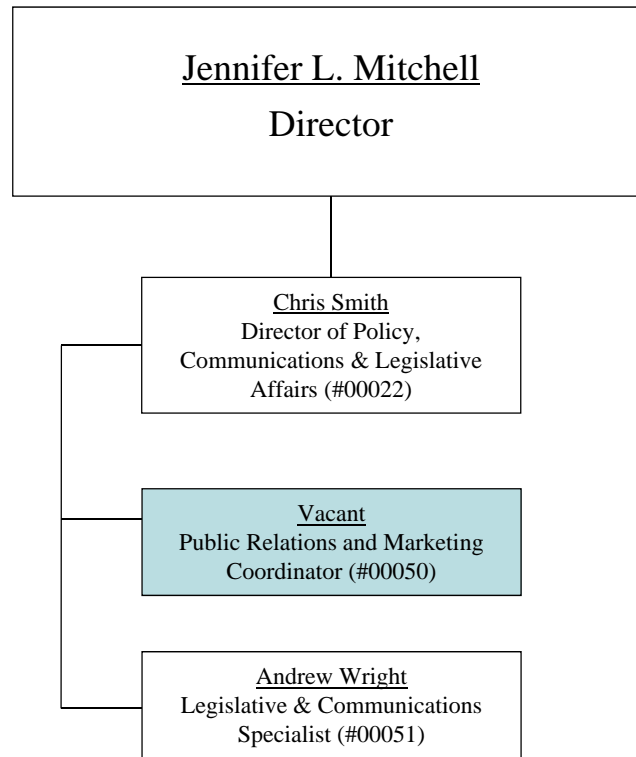 Jennifer L. Mitchell
Director
Chris Smith
Director of Policy,
Communications & Legislative
Affairs (#00022)
Vacant
Public Relations and Marketing
Coordinator (#00050)
Andrew Wright
Legislative & Communications
Specialist (#00051)